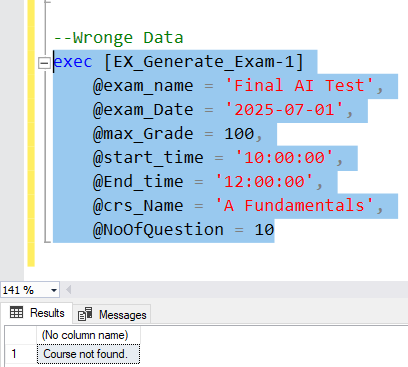 --Wronge Data
exec [EX_Generate_Exam-1]
@exam_name = 'Final AI Test',
@exam_Date = '2025-07-01',
@max_Grade = 100,
@start_time = '10:00:00',
@End_time = '12:00:00',
@crs_Name = 'A Fundamentals',
@NoOfQuestion = 10
141 %
Results Messages
(No column name)
1 Course not found.